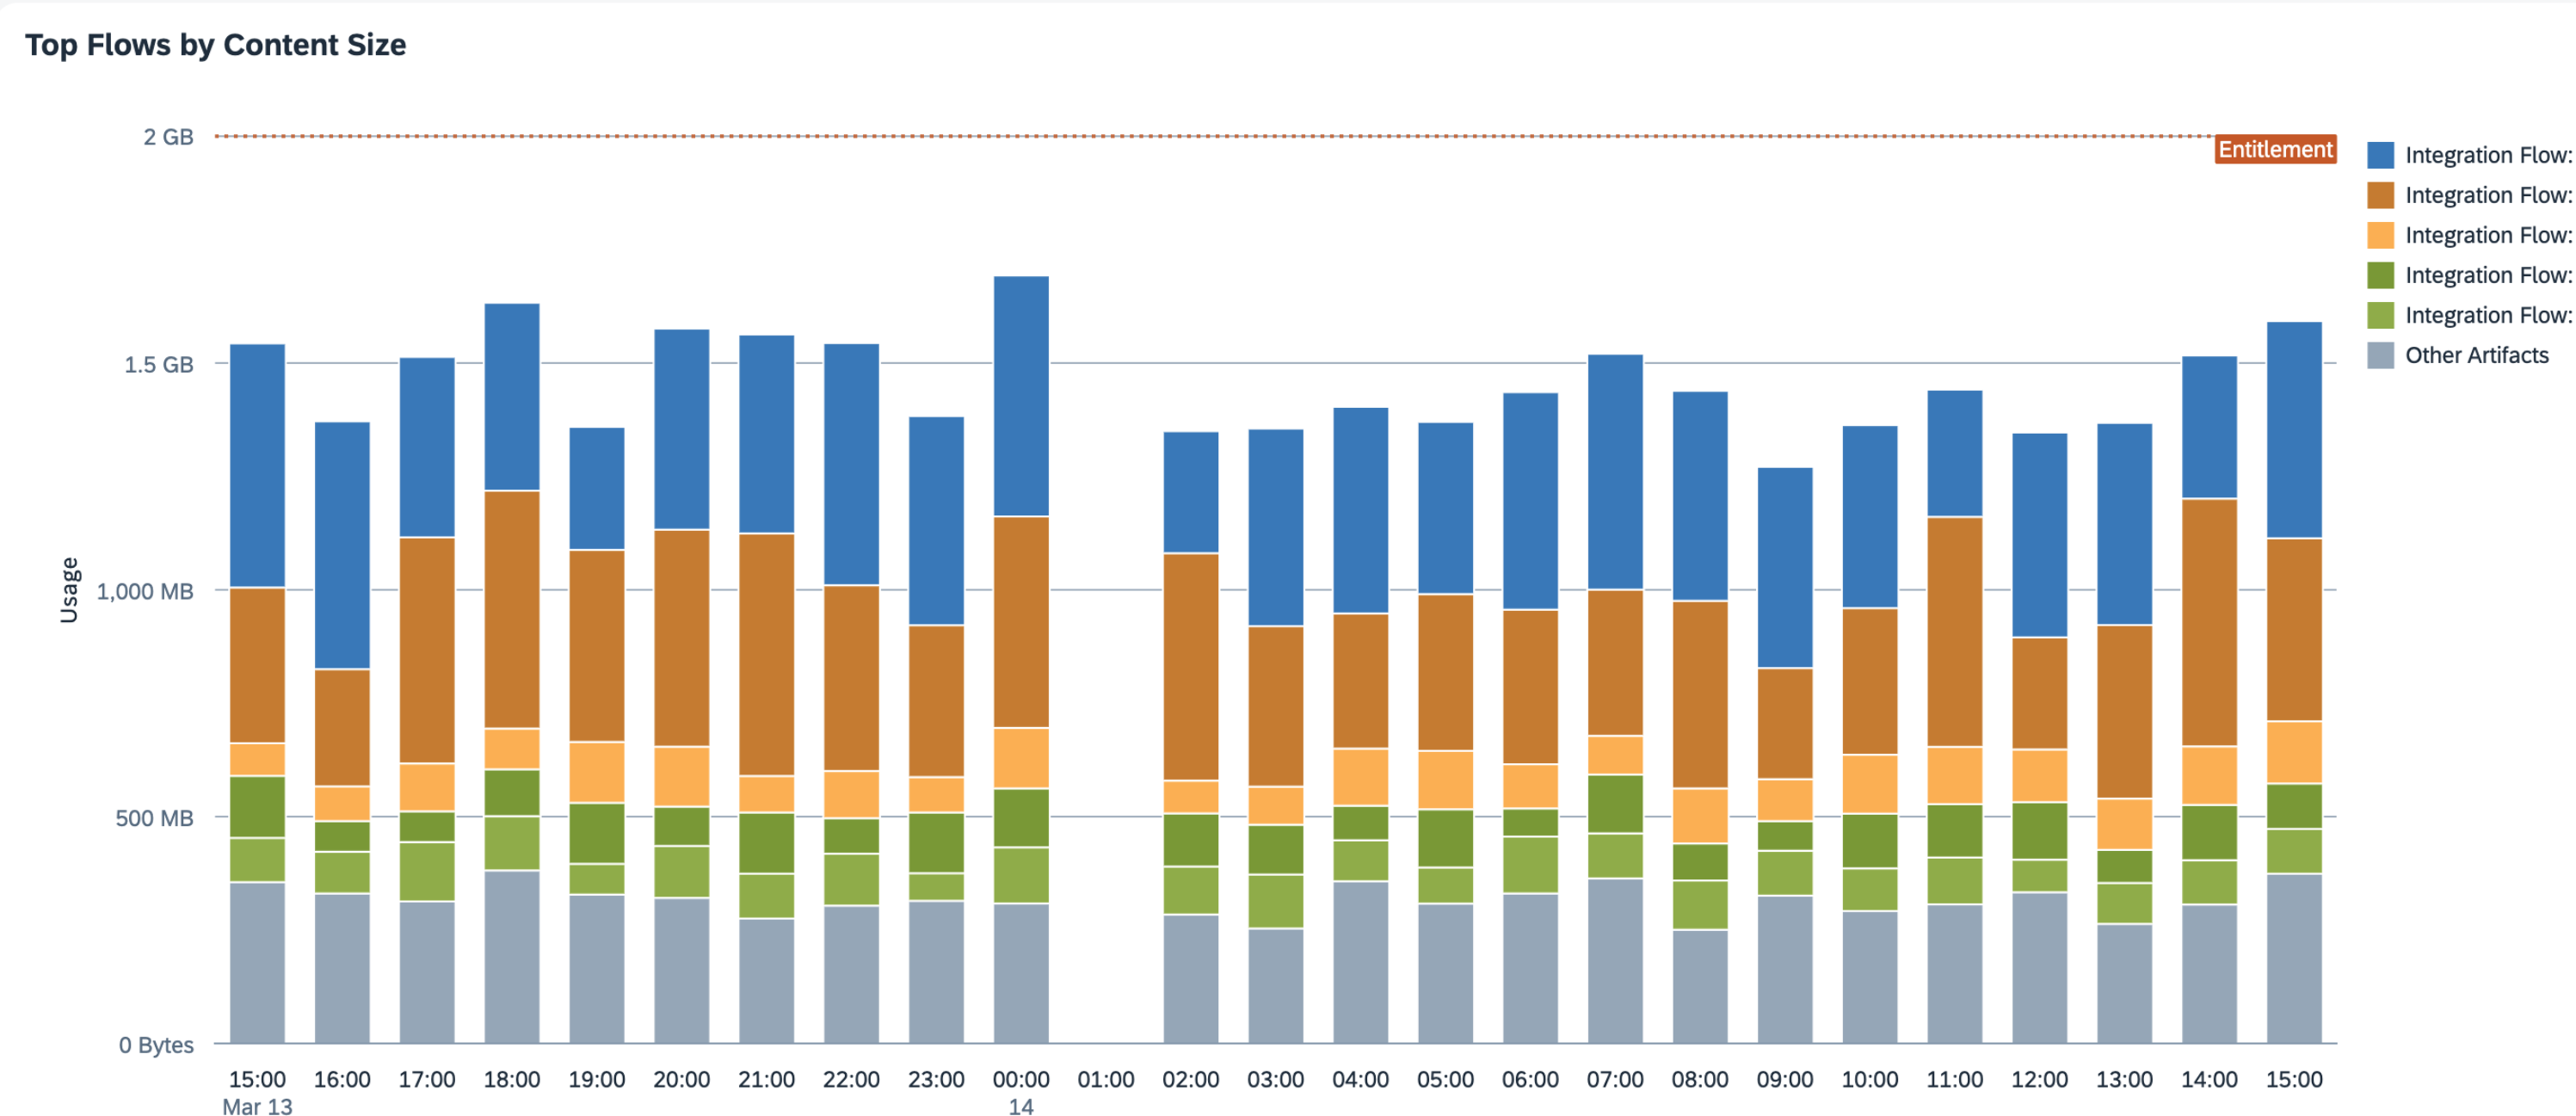 Top Flows by Content Size
2 GB
Entitlement
Integration Flow:
Integration Flow:
Integration Flow:
Integration Flow:
Integration Flow:
Other Artifacts
1.5 GB
1,000 MB
Usage
500 MB
0 Bytes
15:00 16:00 17:00 18:00 19:00 20:00 21:00 22:00 23:00 00:00 01:00 02:00 03:00 04:00 05:00 06:00 07:00 08:00 09:00 10:00 11:00 12:00 13:00 14:00 15:00
Mar 13 14